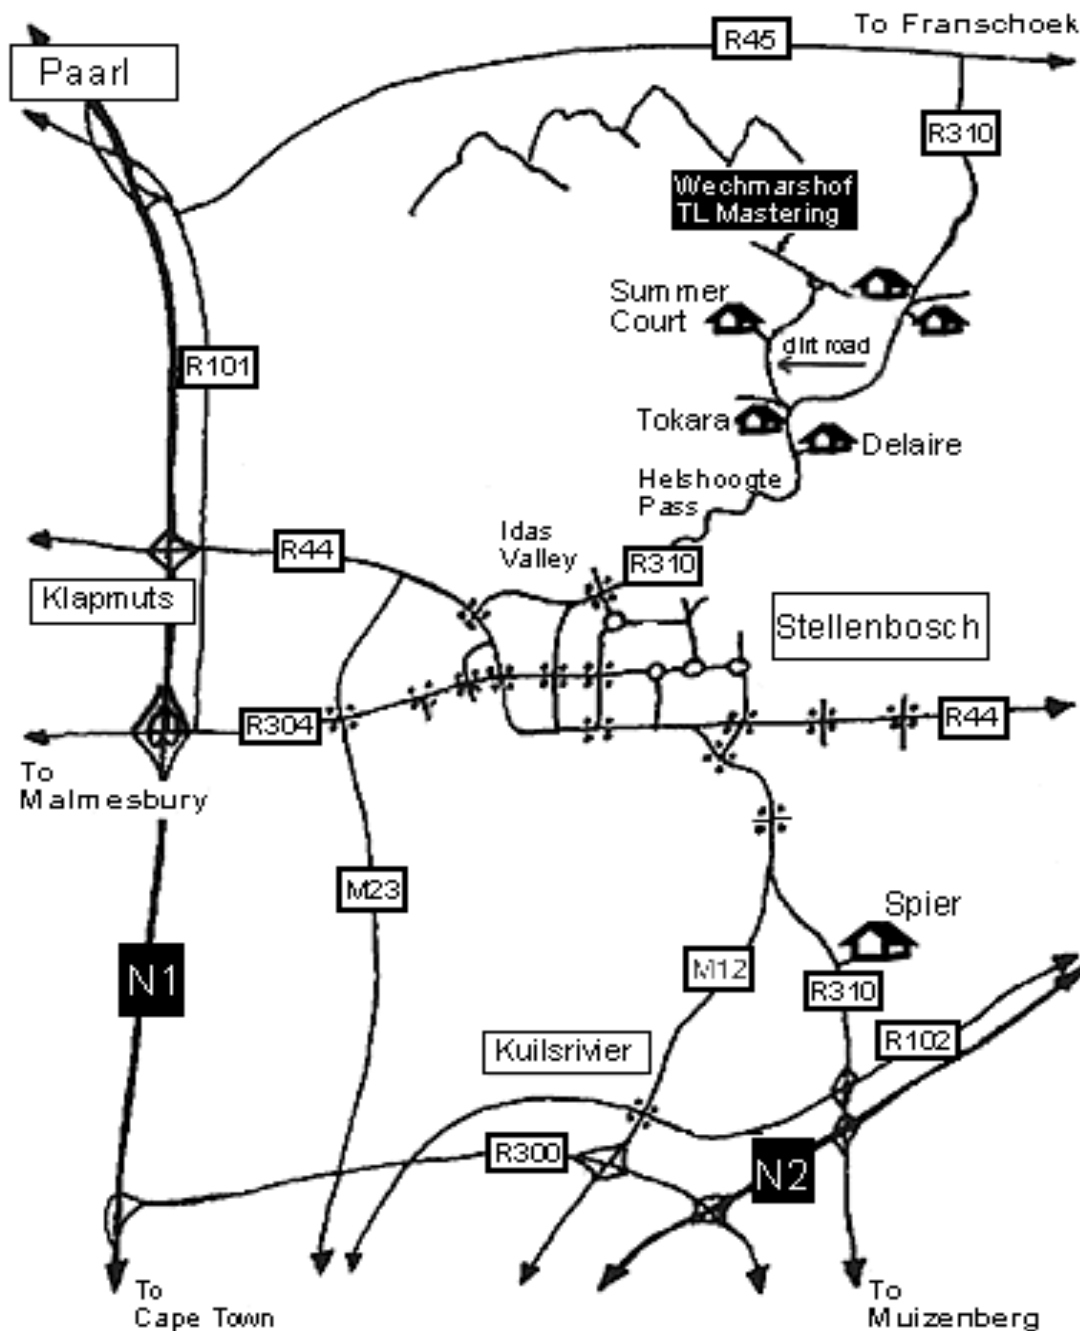 To Franschoek
R45
Paarl
R310
Wechmarshof
TL Mastering
Summer
Court
dirt road
R101
Tokara
Delaire
Helshoogte
Pass
Idas
Valley
R44
R310
Klapmuts
Stellenbosch
R304
R44
To
Malmesbury
M23
Spier
N1
M12
R310
R102
Kuilsrivier
R300
N2
To
Cape Town
To
Muizenberg